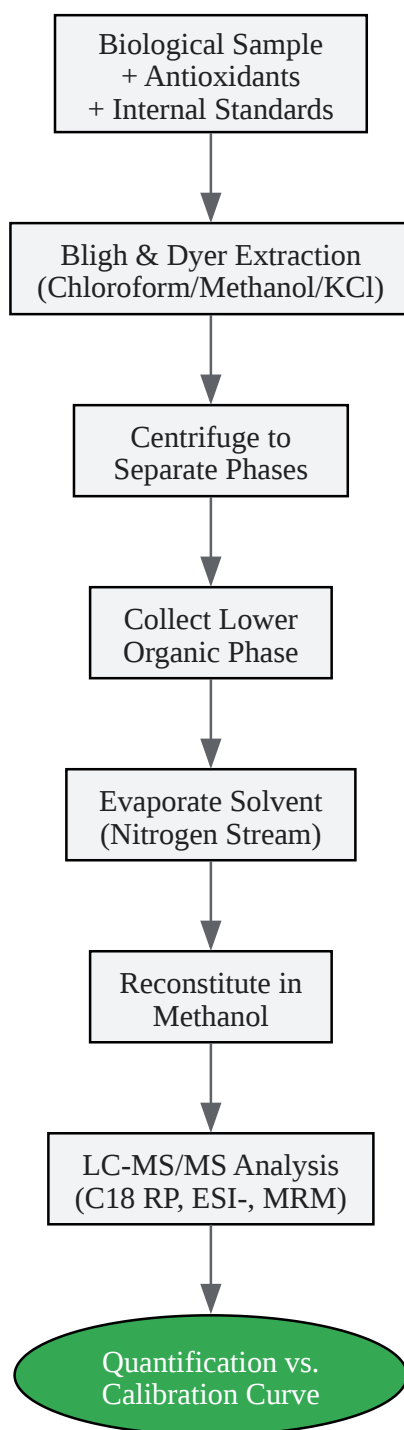 Biological Sample
+ Antioxidants
+ Internal Standards
Bligh & Dyer Extraction
(Chloroform/Methanol/KCl)
Centrifuge to
Separate Phases
Collect Lower
Organic Phase
Evaporate Solvent
(Nitrogen Stream)
Reconstitute in
Methanol
LC-MS/MS Analysis
(C18 RP, ESI-, MRM)
Quantification vs.
Calibration Curve